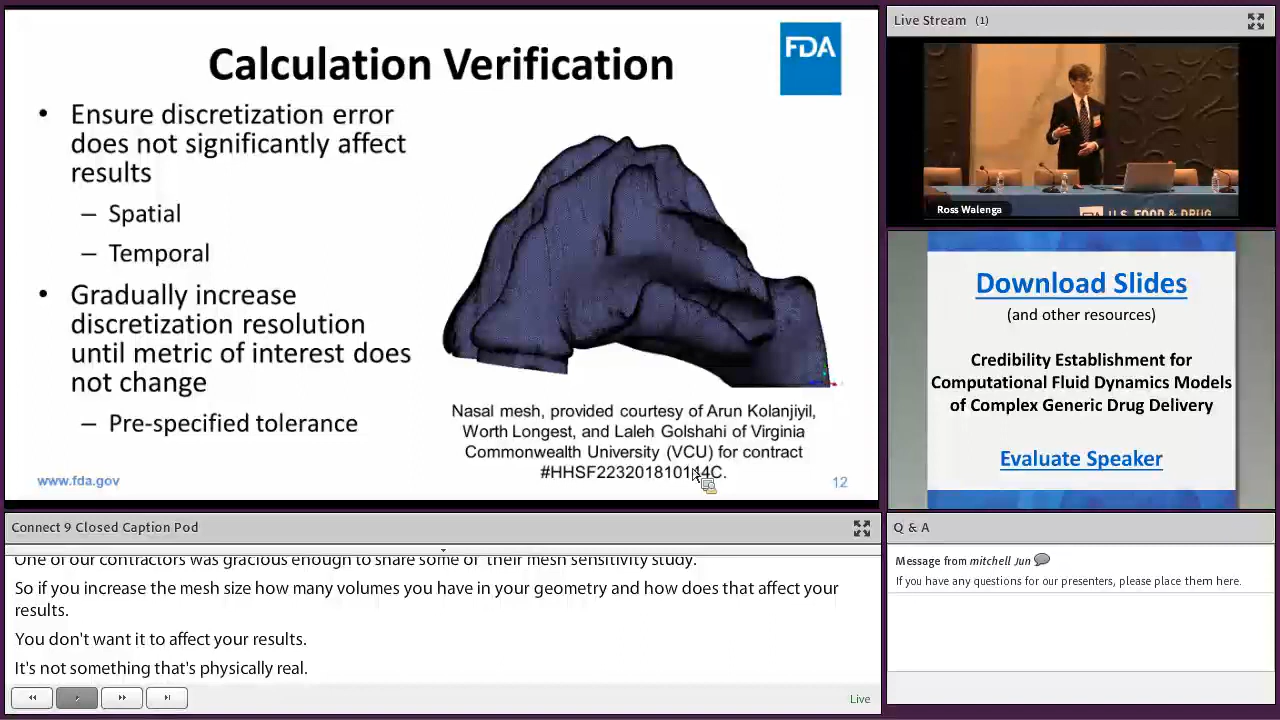 Calculation Verification
FDA
• Ensure discretization error
does not significantly affect
results
– Spatial
– Temporal
• Gradually increase
discretization resolution
until metric of interest does
not change
– Pre-specified tolerance
Nasal mesh, provided courtesy of Arun Kolanjiyil,
Worth Longest, and Laleh Golshahi of Virginia
Commonwealth University (VCU) for contract
www.fda.gov
12
Live Stream (1)
Ross Walenga
U.S. FOOD & DRUG
Download Slides
(and other resources)
Credibility Establishment for
Computational Fluid Dynamics Models
of Complex Generic Drug Delivery
Evaluate Speaker
Connect 9 Closed Caption Pod
One of our contractors was gracious enough to share some of their mesh sensitivity study.
So if you increase the mesh size how many volumes you have in your geometry and how does that affect your
results.
You don't want it to affect your results.
It's not something that's physically real.
Live
Q & A
Message from mitchell Jun
If you have any questions for our presenters, please place them here.